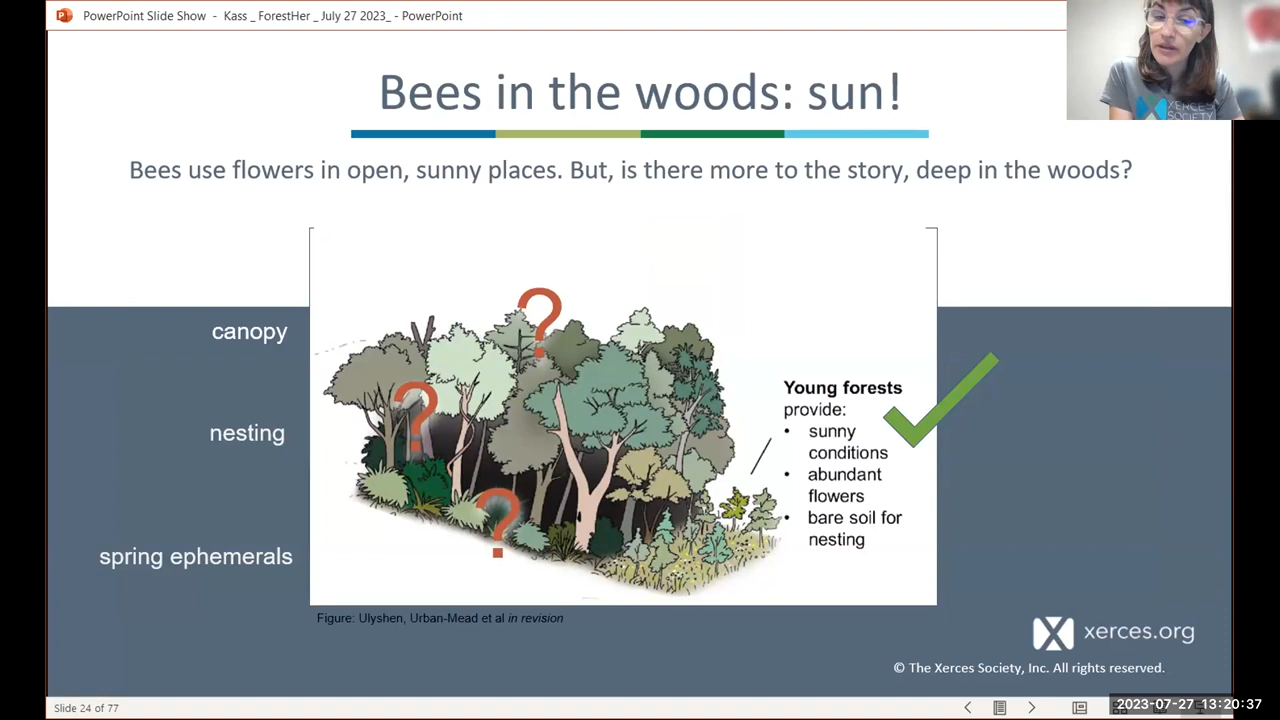 PowerPoint Slide Show - Kass _ ForestHer _ July 27 2023_ - PowerPoint
XERCES
SOCIETY
Bees in the woods: sun!
Bees use flowers in open, sunny places. But, is there more to the story, deep in the woods?
canopy
nesting
spring ephemerals
?
?
?
Young forests
provide:
• sunny
conditions
• abundant
flowers
• bare soil for
nesting
Figure: Ulyshen, Urban-Mead et al in revision
xerces.org
© The Xerces Society, Inc. All rights reserved.
Slide 24 of 77
2023-07-27 13:20:37